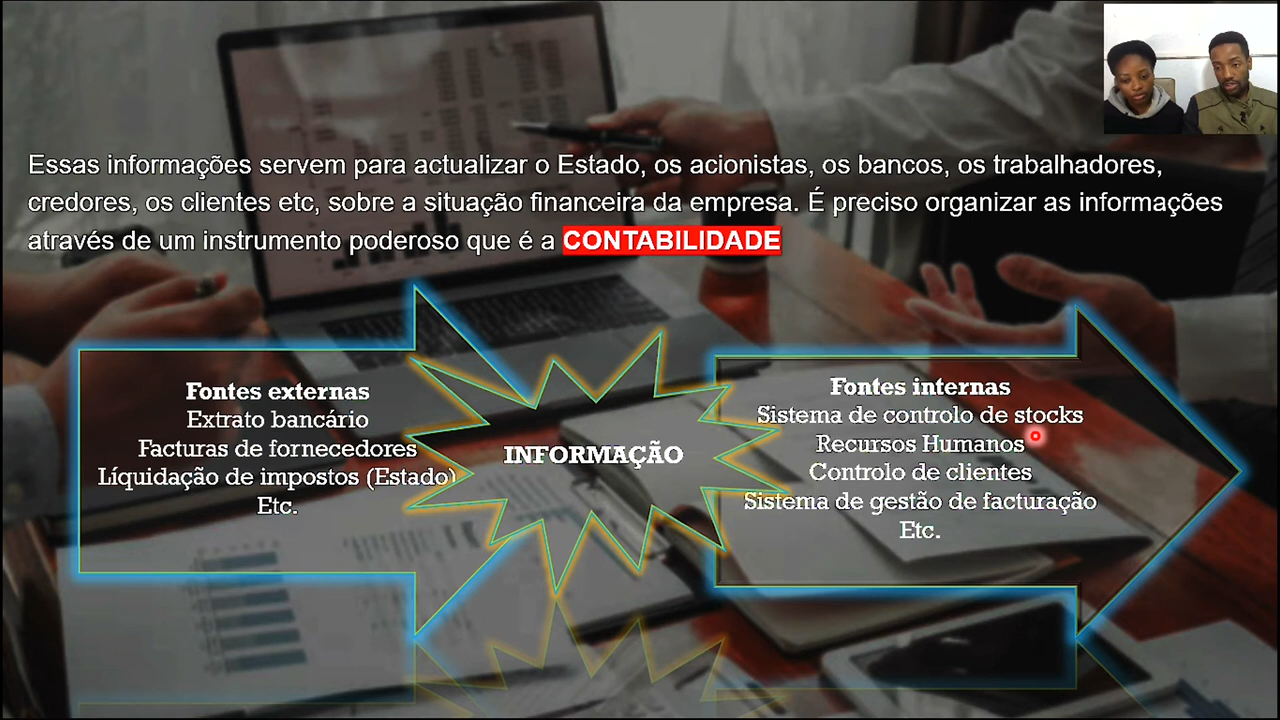 Essas informações servem para actualizar o Estado, os acionistas, os bancos, os trabalhadores,
credores, os clientes etc, sobre a situação financeira da empresa. É preciso organizar as informações
através de um instrumento poderoso que é a CONTABILIDADE
Fontes externas
Extrato bancário
Facturas de fornecedores
Líquidação de impostos (Estado)
Etc.
INFORMAÇÃO
Fontes internas
Sistema de controlo de stocks
Recursos Humanos
Controlo de clientes
Sistema de gestão de facturação
Etc.